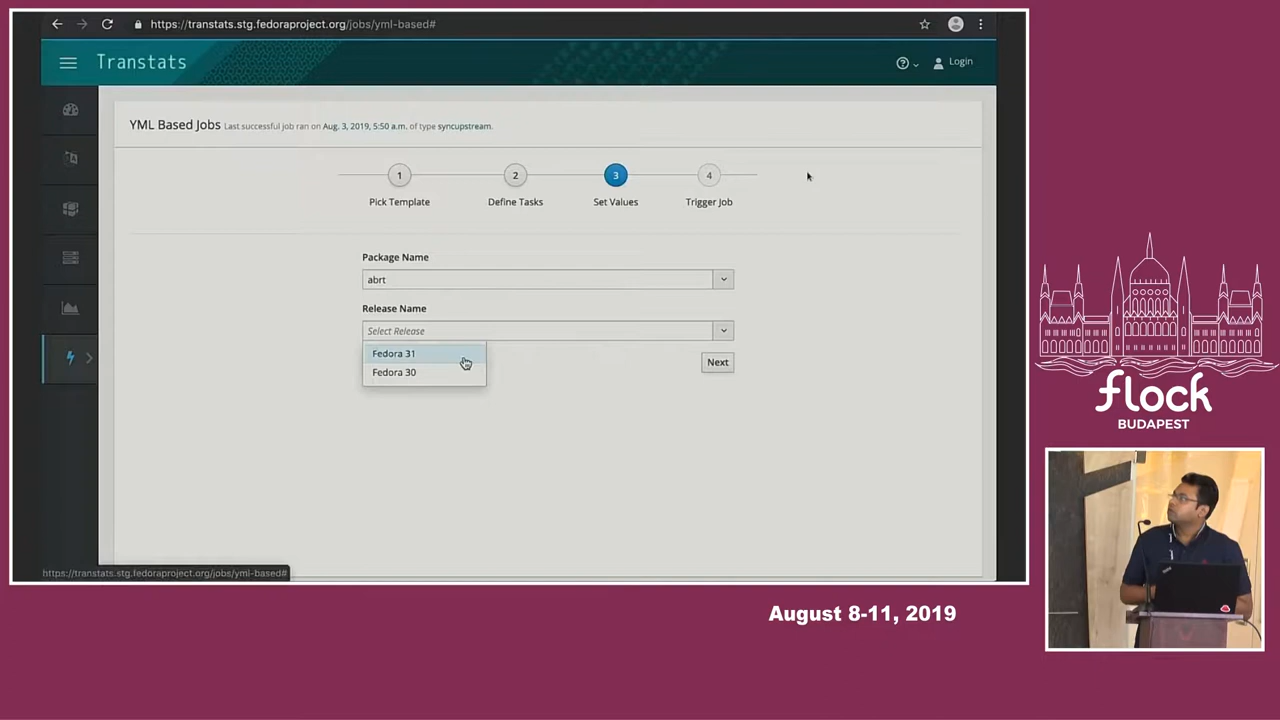 https://transtats.stg.fedoraproject.org/jobs/yml-based#
Transtats
Login
YML Based Jobs Last successful job ran on Aug. 3, 2019, 5:50 a.m. of type syncupstream.
1
2
3
4
Pick Template
Define Tasks
Set Values
Trigger Job
Package Name
abrt
Release Name
Select Release
Fedora 31
Fedora 30
Next
https://transtats.stg.fedoraproject.org/jobs/yml-based#
flock
BUDAPEST
August 8-11, 2019